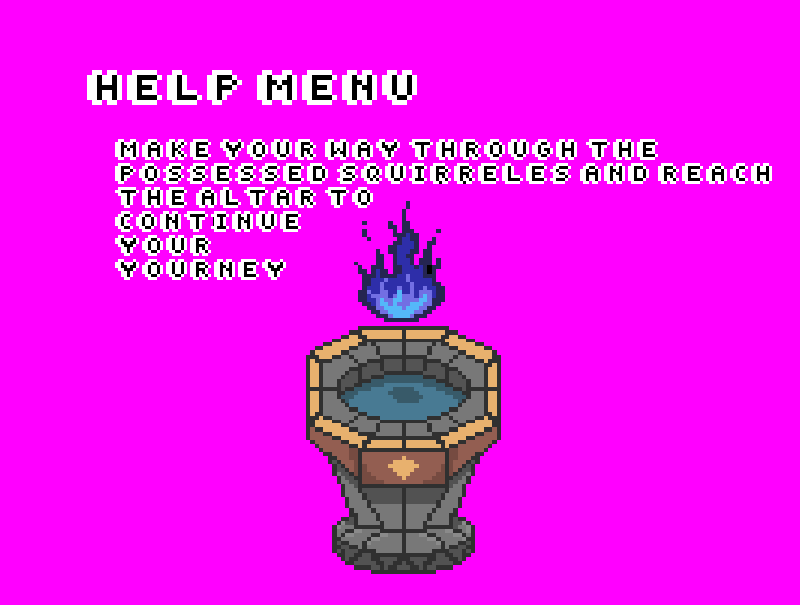 HELP MENU
MAKE YOUR WAY THROUGH THE
POSSESSED SQUIRRELES AND REACH
THE ALTAR TO
CONTINUE
YOUR
YOURNEY